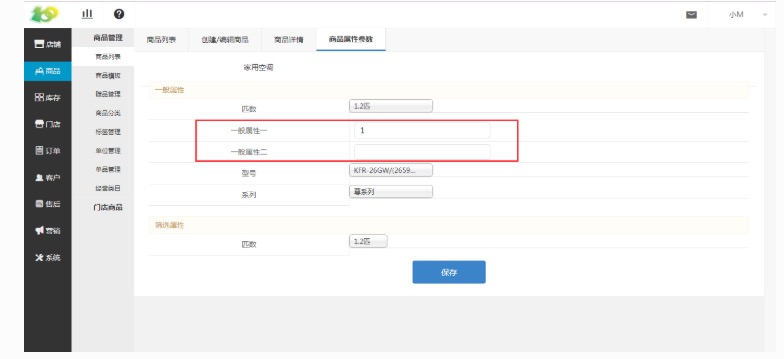 小M
店铺
商品
库存
门店
订单
客户
售后
营销
系统
商品管理
商品列表
商品模板
赠品管理
商品分类
标签管理
单位管理
单品管理
经营类目
门店商品
商品列表
创建/编辑商品
商品详情
商品属性参数
家用空调
一般属性
匹数
1.2匹
一般属性一
1
一般属性二
型号
KFR-26GW/(2659...
系列
尊系列
筛选属性
匹数
1.2匹
保存